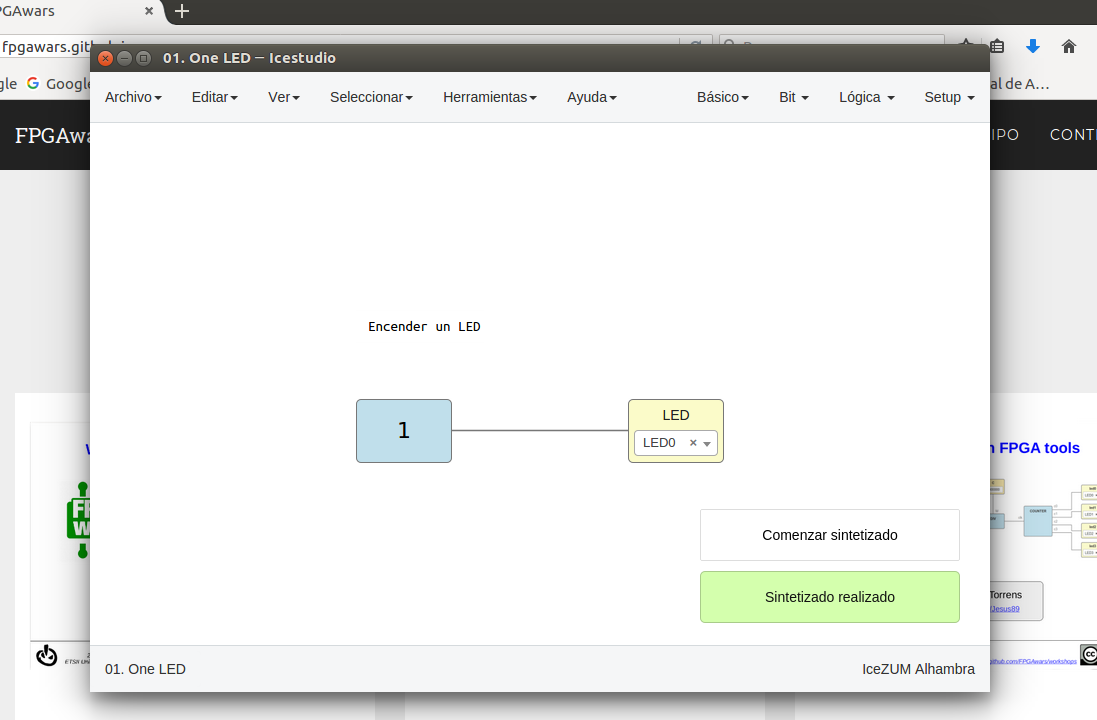 PGAwars
fpgawars.git
01. One LED – Icestudio
gle Google
al de A…
Archivo Editar Ver Seleccionar Herramientas Ayuda Básico Bit Lógica Setup
FPGAwa
IPO CONT
Encender un LED
1
LED
LED0 ×
FPGA tools
Comenzar sintetizado
Sintetizado realizado
Torrens
/Jesus89
github.com/FPGAwars/workshops
01. One LED
IceZUM Alhambra